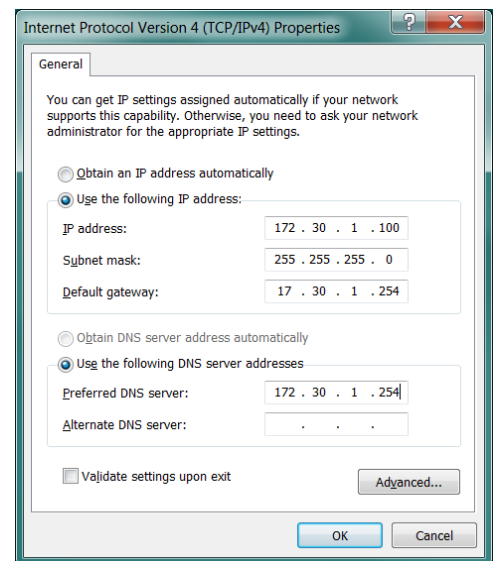 Internet Protocol Version 4 (TCP/IPv4) Properties
General
You can get IP settings assigned automatically if your network
supports this capability. Otherwise, you need to ask your network
administrator for the appropriate IP settings.
Obtain an IP address automatically
Use the following IP address:
IP address: 172 . 30 . 1 . 100
Subnet mask: 255 . 255 . 255 . 0
Default gateway: 17 . 30 . 1 . 254
Obtain DNS server address automatically
Use the following DNS server addresses
Preferred DNS server: 172 . 30 . 1 . 254
Alternate DNS server: . . .
Validate settings upon exit
Advanced...
OK Cancel